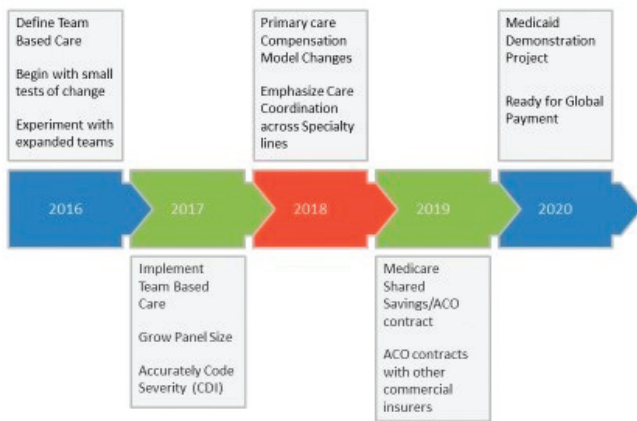 Define Team
Based Care
Begin with small
tests of change
Experiment with
expanded teams
Primary care
Compensation
Model Changes
Emphasize Care
Coordination
across Specialty
lines
Medicaid
Demonstration
Project
Ready for Global
Payment
2016
2017
2018
2019
2020
Implement
Team Based
Care
Grow Panel Size
Accurately Code
Severity (CDI)
Medicare
Shared
Savings/ACO
contract
ACO contracts
with other
commercial
insurers